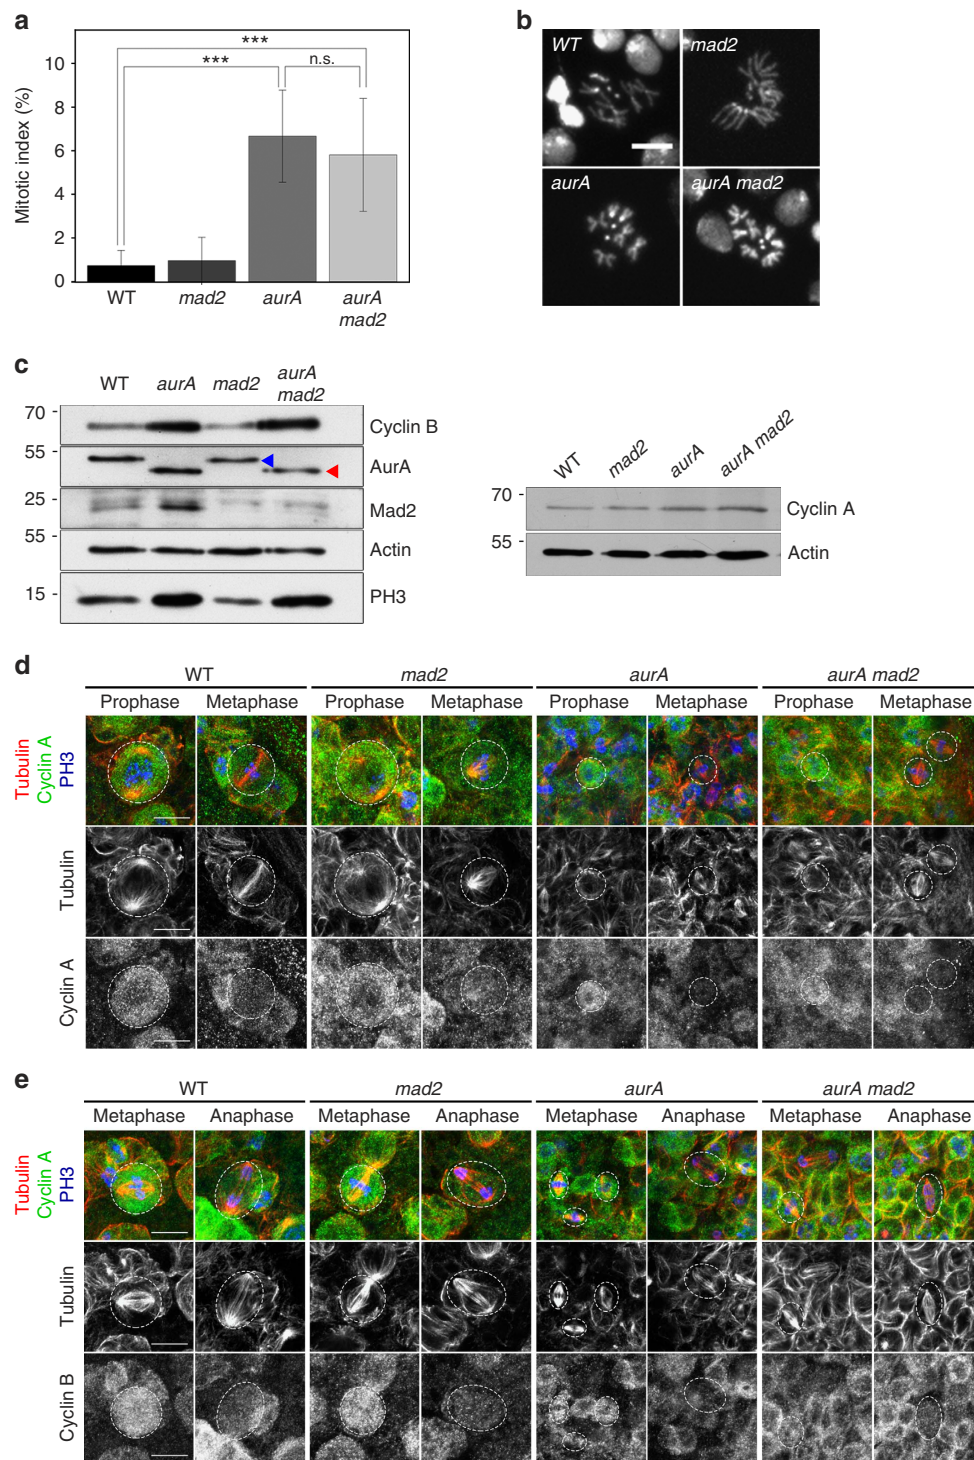 a
***
***
n.s.
Mitotic index (%)
10
8
6
4
2
0
WT
mad2
aurA
aurA
mad2
b
WT
mad2
aurA
aurA mad2
c
WT
aurA
mad2
aurA
mad2
70 -
Cyclin B
55 -
AurA
25 -
Mad2
55 -
Actin
15 -
PH3
WT
mad2
aurA
aurA mad2
70 -
Cyclin A
55 -
Actin
d
WT
mad2
aurA
aurA mad2
Prophase Metaphase Prophase Metaphase Prophase Metaphase Prophase Metaphase
Tubulin
Cyclin A
PH3
Tubulin
Cyclin A
e
WT
mad2
aurA
aurA mad2
Metaphase Anaphase Metaphase Anaphase Metaphase Anaphase Metaphase Anaphase
Tubulin
Cyclin A
PH3
Tubulin
Cyclin B